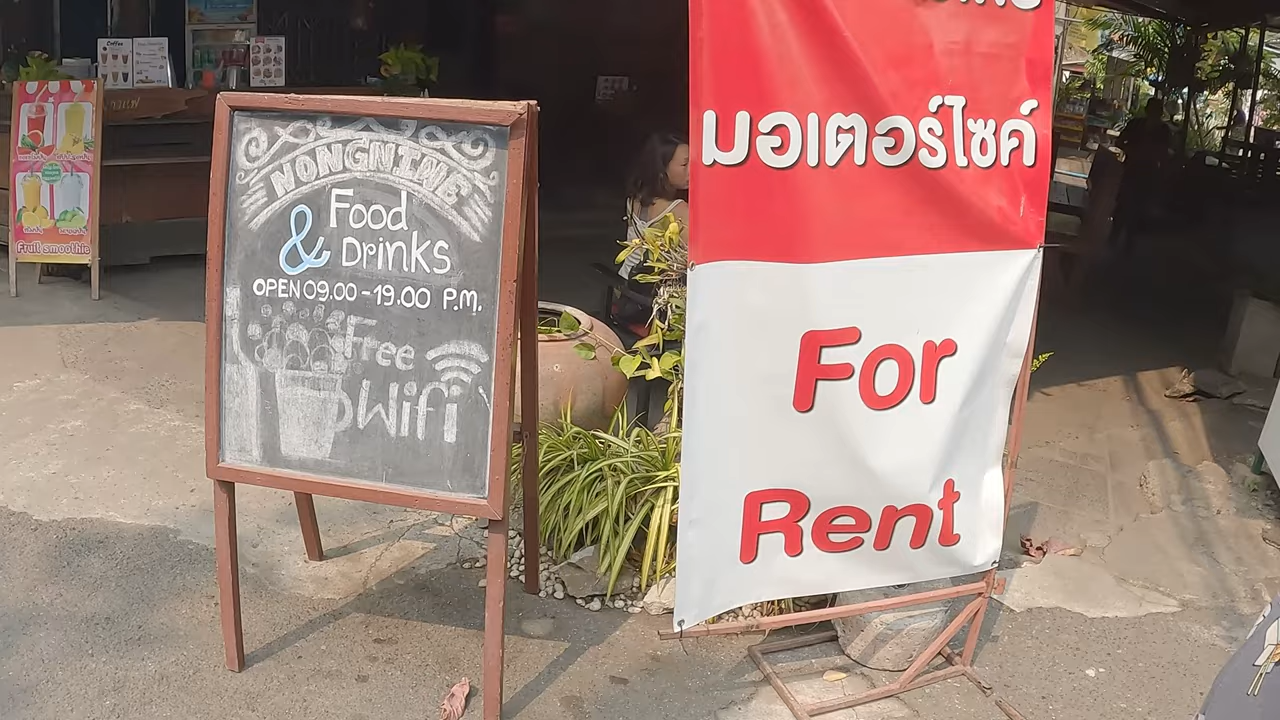 NONGNINE
Food
& Drinks
OPEN 09.00 - 19.00 P.M.
Free
Wifi
มอเตอร์ไซค์
For
Rent
Coffee
Fruit smoothie